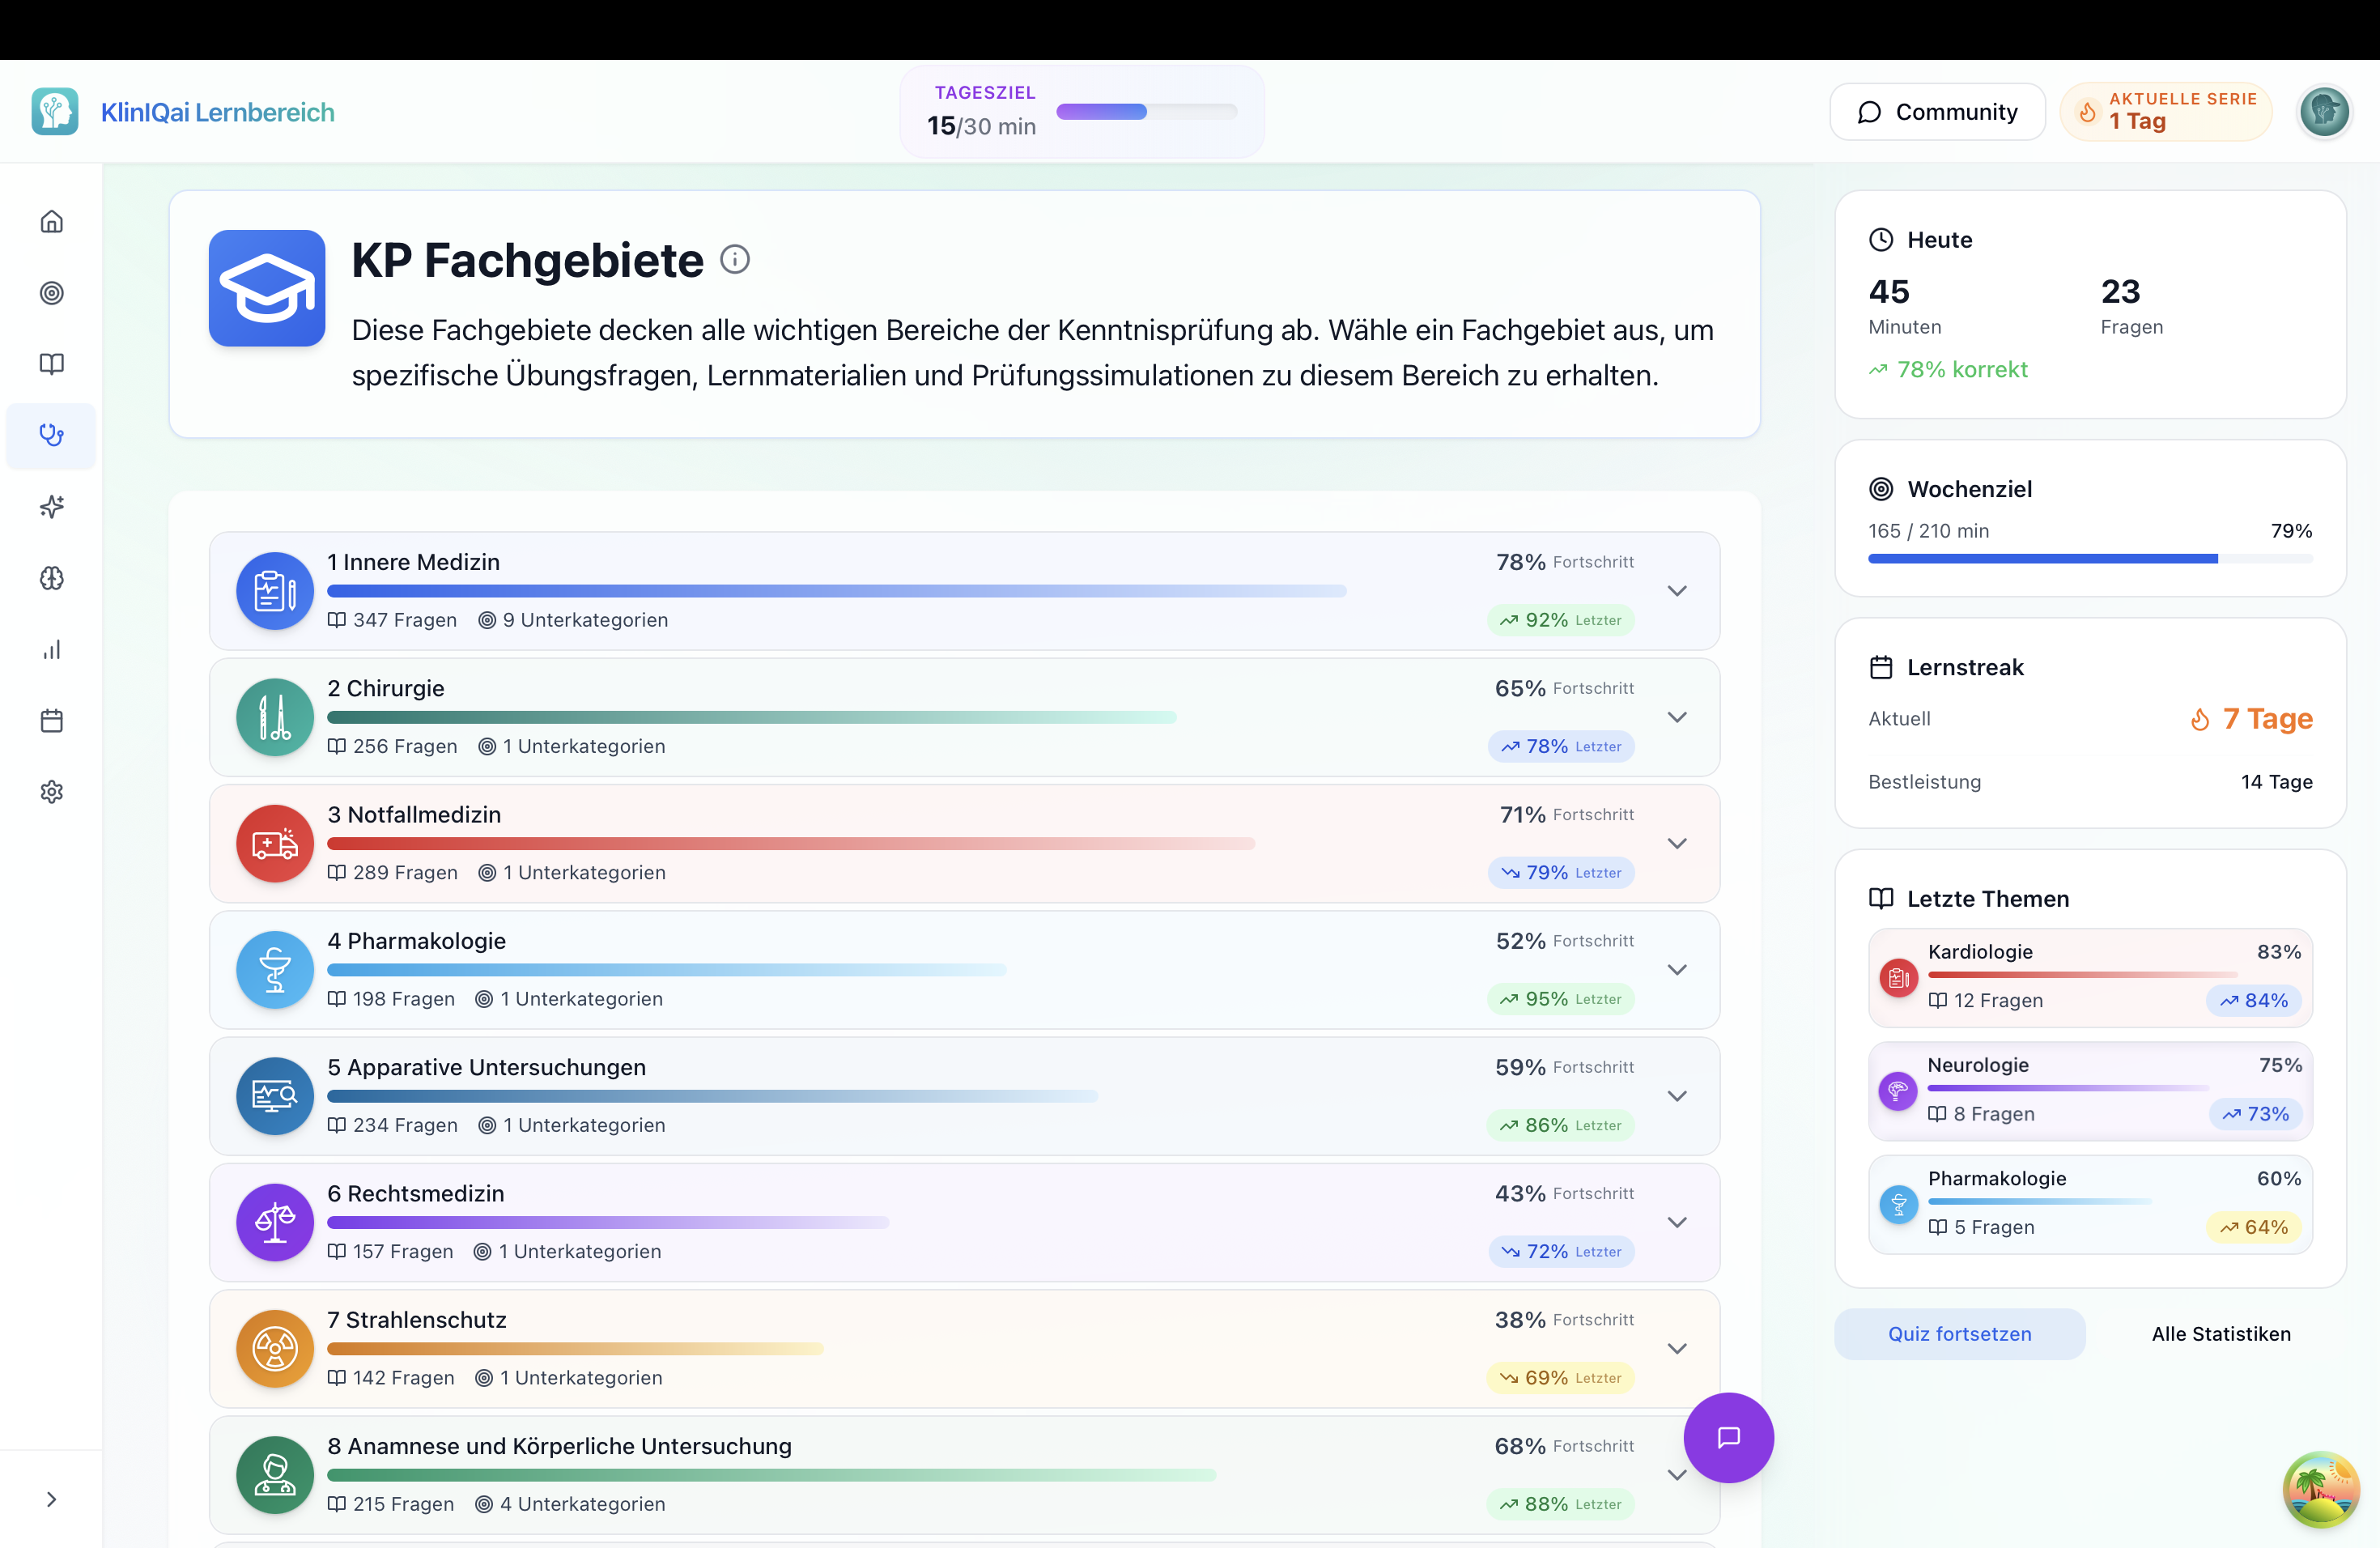 KlinIQai Lernbereich
TAGESZIEL
15/30 min
Community
AKTUELLE SERIE
1 Tag
KP Fachgebiete
Diese Fachgebiete decken alle wichtigen Bereiche der Kenntnisprüfung ab. Wähle ein Fachgebiet aus, um
spezifische Übungsfragen, Lernmaterialien und Prüfungssimulationen zu diesem Bereich zu erhalten.
1 Innere Medizin
78% Fortschritt
347 Fragen 9 Unterkategorien
92% Letzter
2 Chirurgie
65% Fortschritt
256 Fragen 1 Unterkategorien
78% Letzter
3 Notfallmedizin
71% Fortschritt
289 Fragen 1 Unterkategorien
79% Letzter
4 Pharmakologie
52% Fortschritt
198 Fragen 1 Unterkategorien
95% Letzter
5 Apparative Untersuchungen
59% Fortschritt
234 Fragen 1 Unterkategorien
86% Letzter
6 Rechtsmedizin
43% Fortschritt
157 Fragen 1 Unterkategorien
72% Letzter
7 Strahlenschutz
38% Fortschritt
142 Fragen 1 Unterkategorien
69% Letzter
8 Anamnese und Körperliche Untersuchung
68% Fortschritt
215 Fragen 4 Unterkategorien
88% Letzter
Heute
45 23
Minuten Fragen
78% korrekt
Wochenziel
165 / 210 min 79%
Lernstreak
Aktuell 7 Tage
Bestleistung 14 Tage
Letzte Themen
Kardiologie 83%
12 Fragen 84%
Neurologie 75%
8 Fragen 73%
Pharmakologie 60%
5 Fragen 64%
Quiz fortsetzen Alle Statistiken